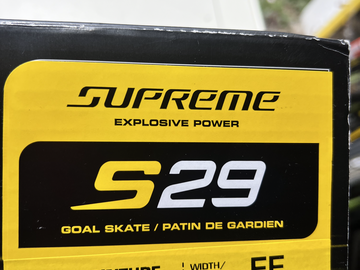 SUPREME
EXPLOSIVE POWER
S29
GOAL SKATE / PATIN DE GARDIEN
WIDTH/
EE